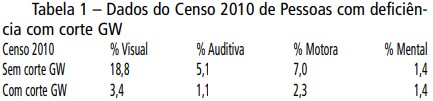 Tabela 1 – Dados do Censo 2010 de Pessoas com deficiên-
cia com corte GW
Censo 2010 % Visual % Auditiva % Motora % Mental
Sem corte GW 18,8 5,1 7,0 1,4
Com corte GW 3,4 1,1 2,3 1,4